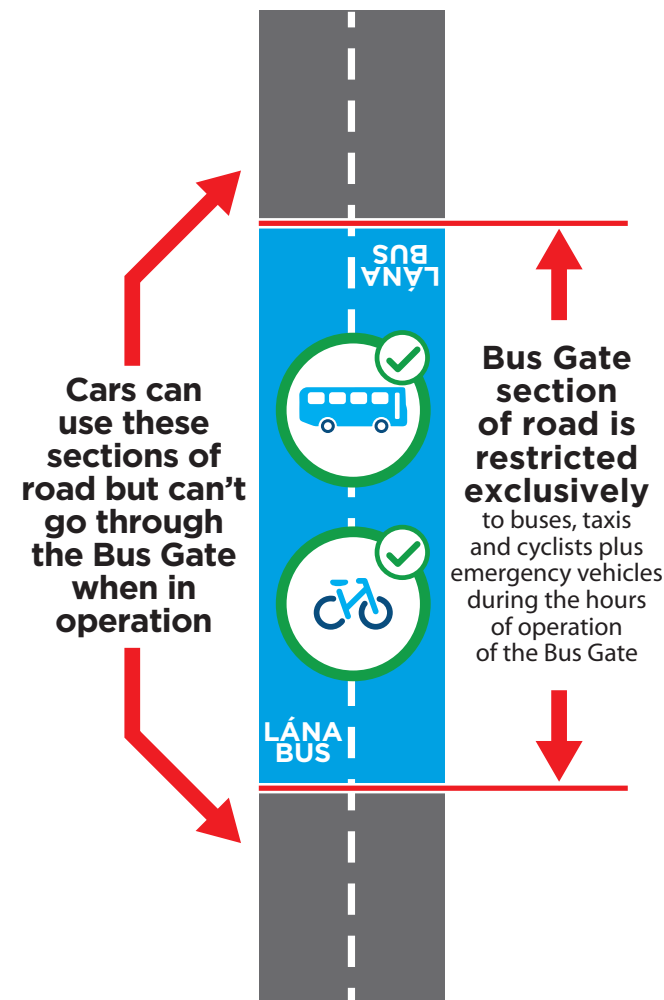 LÁNA
BUS
Cars can
use these
sections of
road but can’t
go through
the Bus Gate
when in
operation
Bus Gate
section
of road is
restricted
exclusively
to buses, taxis
and cyclists plus
emergency vehicles
during the hours
of operation
of the Bus Gate
LÁNA
BUS